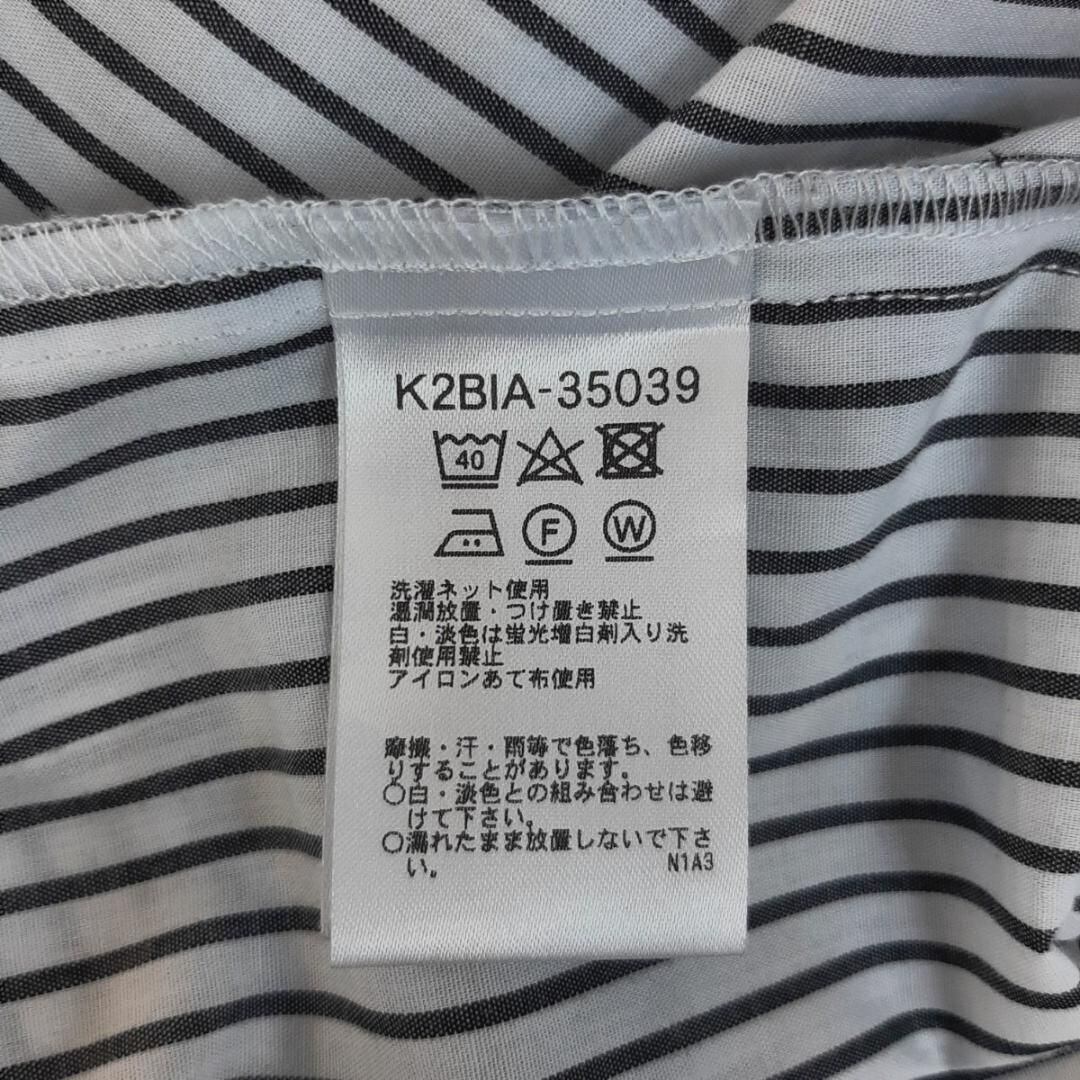 K2BIA-35039
40
F W
洗濯ネット使用
湿潤放置・つけ置き禁止
白・淡色は蛍光増白剤入り洗
剤使用禁止
アイロンあて布使用
摩擦・汗・雨等で色落ち、色移
りすることがあります。
○白・淡色との組み合わせは避
けて下さい。
○濡れたまま放置しないで下さ
い。 N1A3